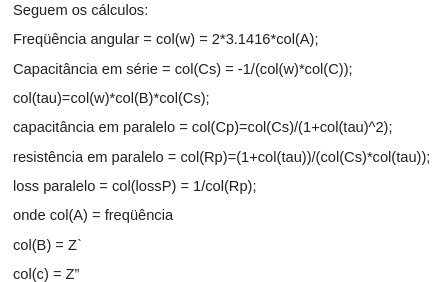 Seguem os cálculos:
Freqüência angular = col(w) = 2*3.1416*col(A);
Capacitância em série = col(Cs) = -1/(col(w)*col(C));
col(tau)=col(w)*col(B)*col(Cs);
capacitância em paralelo = col(Cp)=col(Cs)/(1+col(tau)^2);
resistência em paralelo = col(Rp)=(1+col(tau))/(col(Cs)*col(tau));
loss paralelo = col(lossP) = 1/col(Rp);
onde col(A) = freqüência
col(B) = Z`
col(c) = Z”